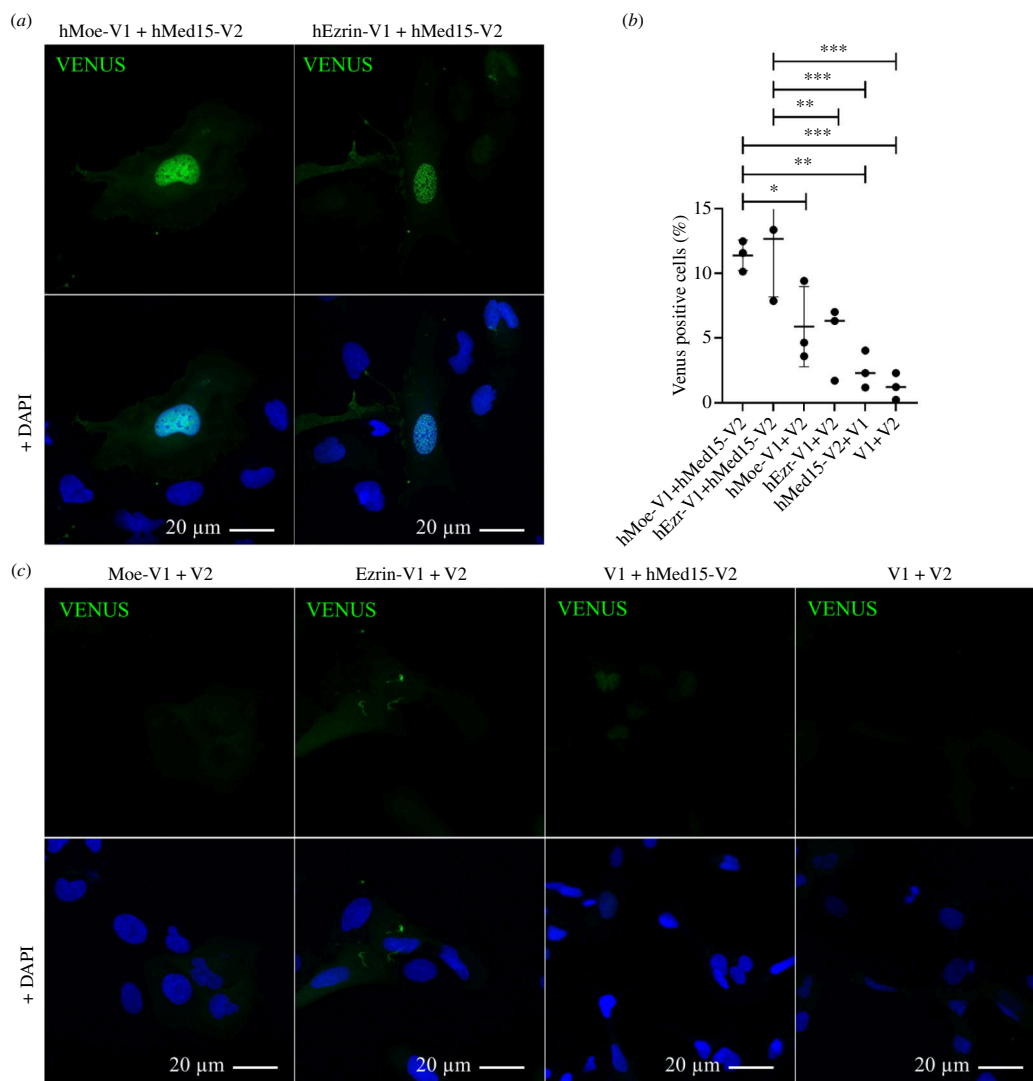 (a)
hMoe-V1 + hMed15-V2
hEzrin-V1 + hMed15-V2
VENUS
VENUS
+ DAPI
20 µm
20 µm
(b)
***
***
**
***
**
*
15
10
5
0
Venus positive cells (%)
hMoe-V1+hMed15-V2
hEzr-V1+hMed15-V2
hMoe-V1+V2
hEzr-V1+V2
hMed15-V2+V1
V1+V2
(c)
Moe-V1 + V2
Ezrin-V1 + V2
V1 + hMed15-V2
V1 + V2
VENUS
VENUS
VENUS
VENUS
+ DAPI
20 µm
20 µm
20 µm
20 µm